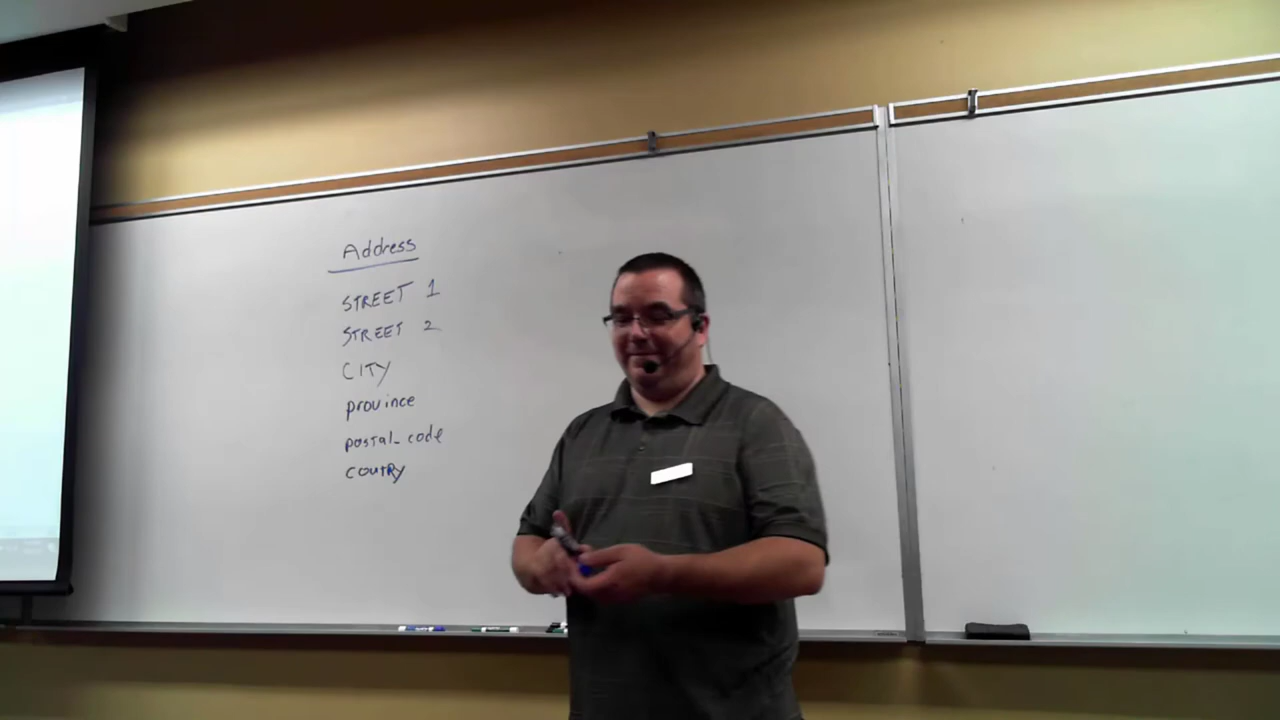 Address
STREET 1
STREET 2
CITY
province
postal_code
coutRy